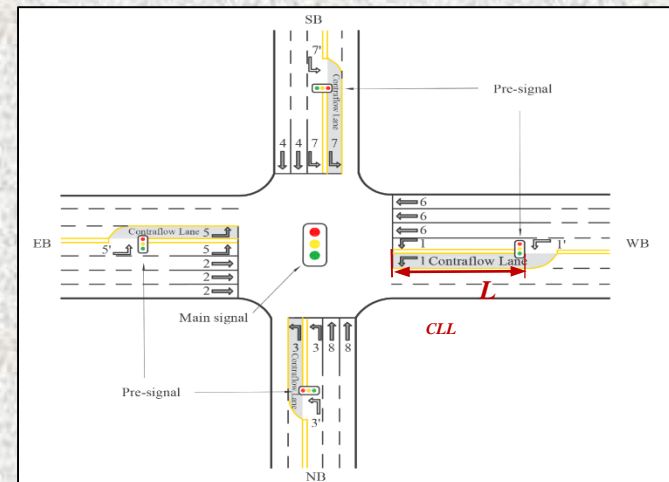 SB
7'
Pre-signal
Contraflow Lane
4 4 7 7
6
6
Contraflow Lane 5
6
EB
5'
5
1
1'
WB
2
1 Contraflow Lane
2
L
2
Main signal
CLL
3 3 8 8
Contraflow Lane
Pre-signal
3'
NB